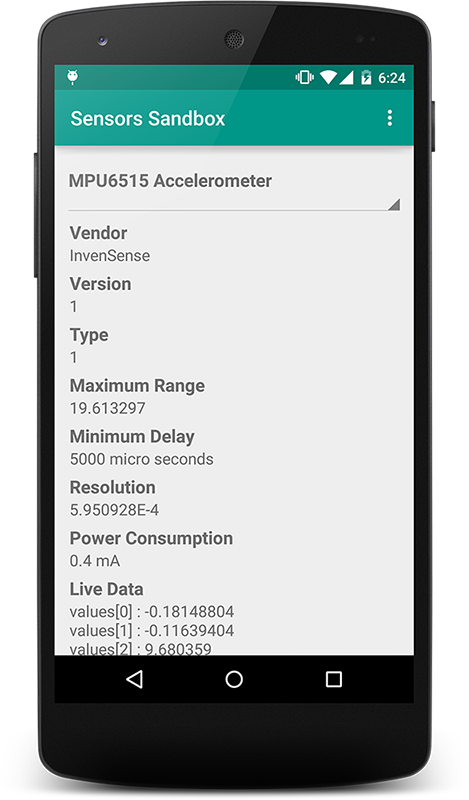 6:24
Sensors Sandbox
MPU6515 Accelerometer
Vendor
InvenSense
Version
1
Type
1
Maximum Range
19.613297
Minimum Delay
5000 micro seconds
Resolution
5.950928E-4
Power Consumption
0.4 mA
Live Data
values[0] : -0.18148804
values[1] : -0.11639404
values[2] : 9.680359